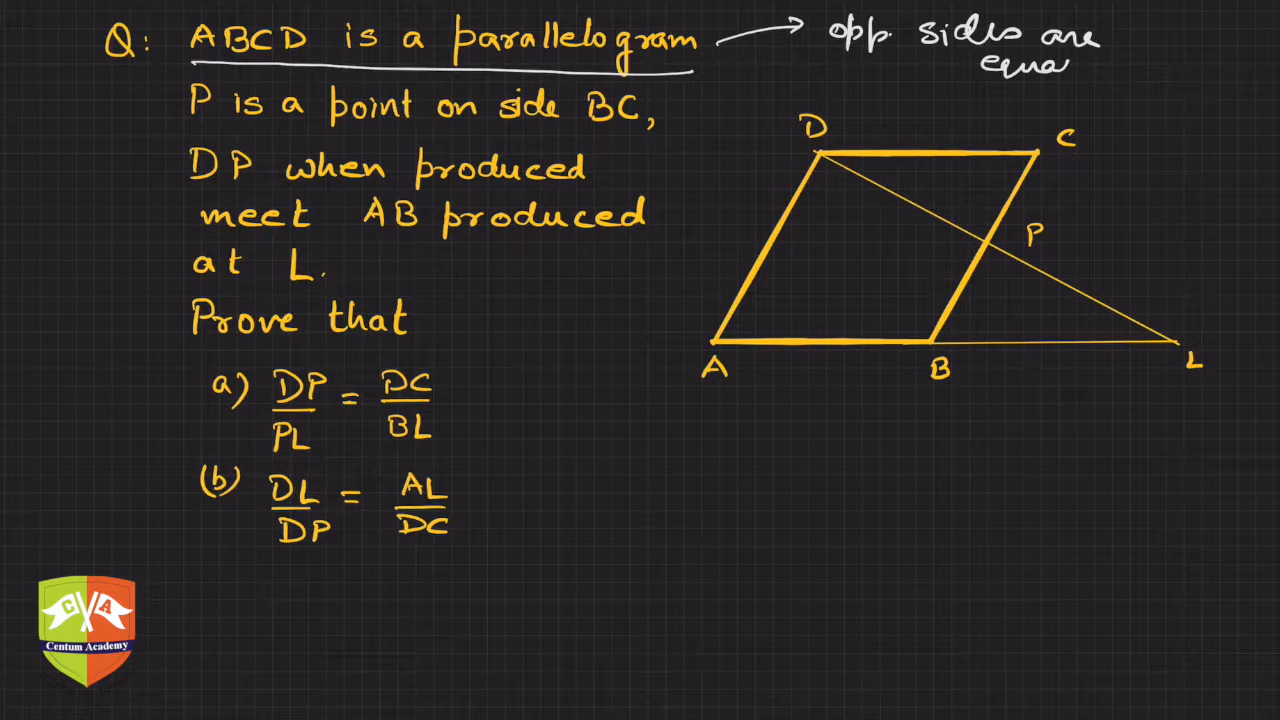 Q: ABCD is a parallelogram → opp. sides are
equa
P is a point on side BC,
DP when produced
meet AB produced
at L.
Prove that
a) DP/PL = DC/BL
(b) DL/DP = AL/DC
D
C
P
A
B
L
C A
Centum Academy